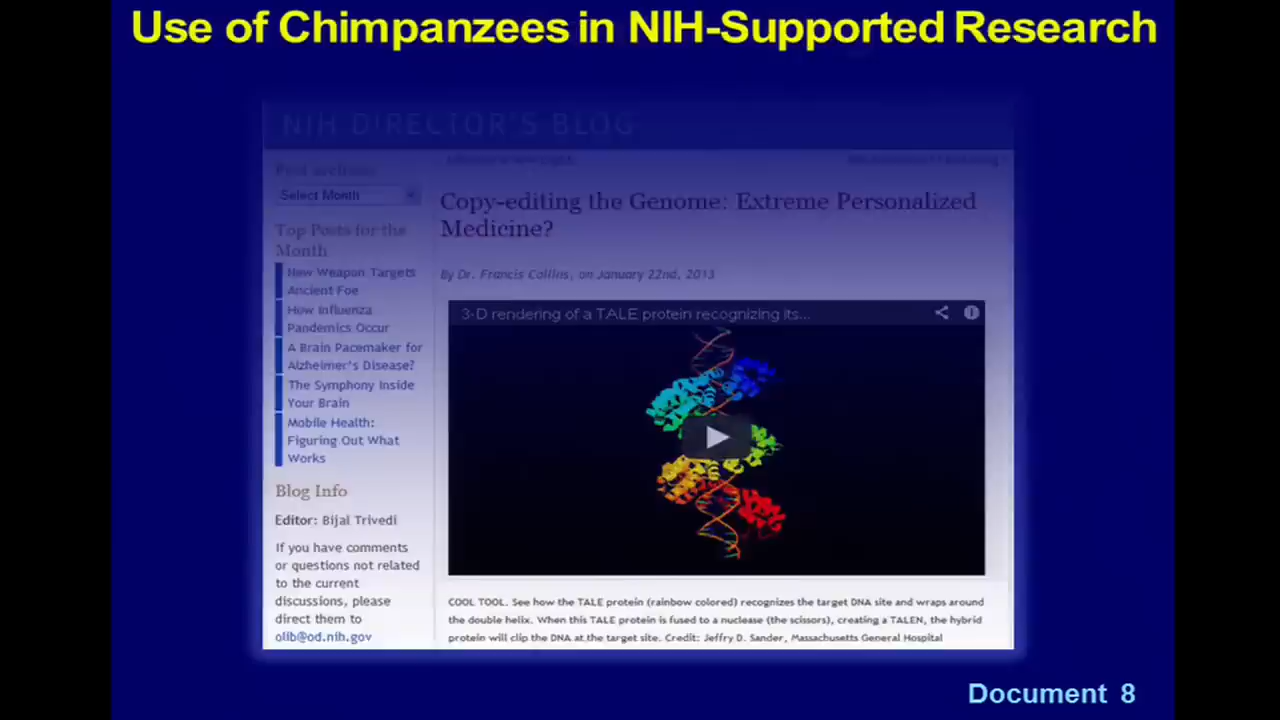 Use of Chimpanzees in NIH-Supported Research
NIH DIRECTOR'S BLOG
Post archives
Select Month
Top Posts for the
Month
New Weapon Targets
Ancient Foe
How Influenza
Pandemics Occur
A Brain Pacemaker for
Alzheimer's Disease?
The Symphony Inside
Your Brain
Mobile Health:
Figuring Out What
Works
Blog Info
Editor: Bijal Trivedi
If you have comments
or questions not related
to the current
discussions, please
direct them to
olib@od.nih.gov
Copy-editing the Genome: Extreme Personalized
Medicine?
By Dr. Francis Collins, on January 22nd, 2013
3-D rendering of a TALE protein recognizing its...
COOL TOOL. See how the TALE protein (rainbow colored) recognizes the target DNA site and wraps around
the double helix. When this TALE protein is fused to a nuclease (the scissors), creating a TALEN, the hybrid
protein will clip the DNA at the target site. Credit: Jeffry D. Sander, Massachusetts General Hospital
Document 8